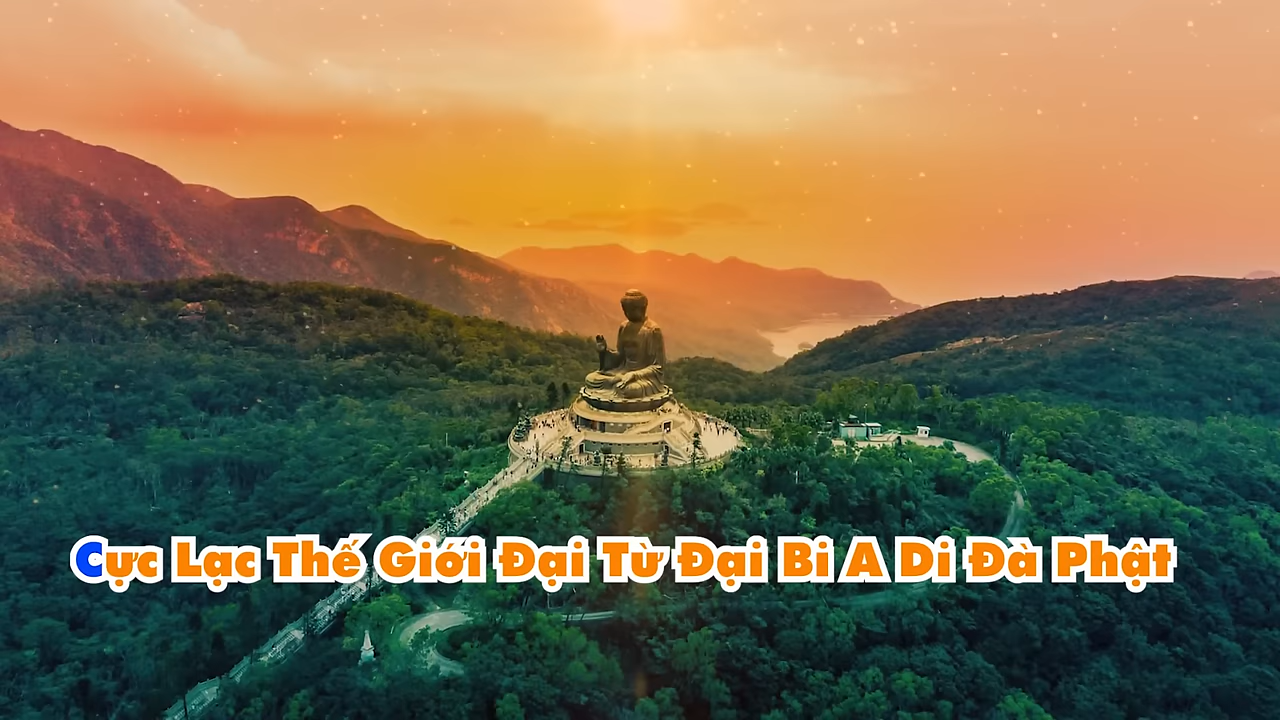 Cực Lạc Thế Giới Đại Từ Đại Bi A Di Đà Phật